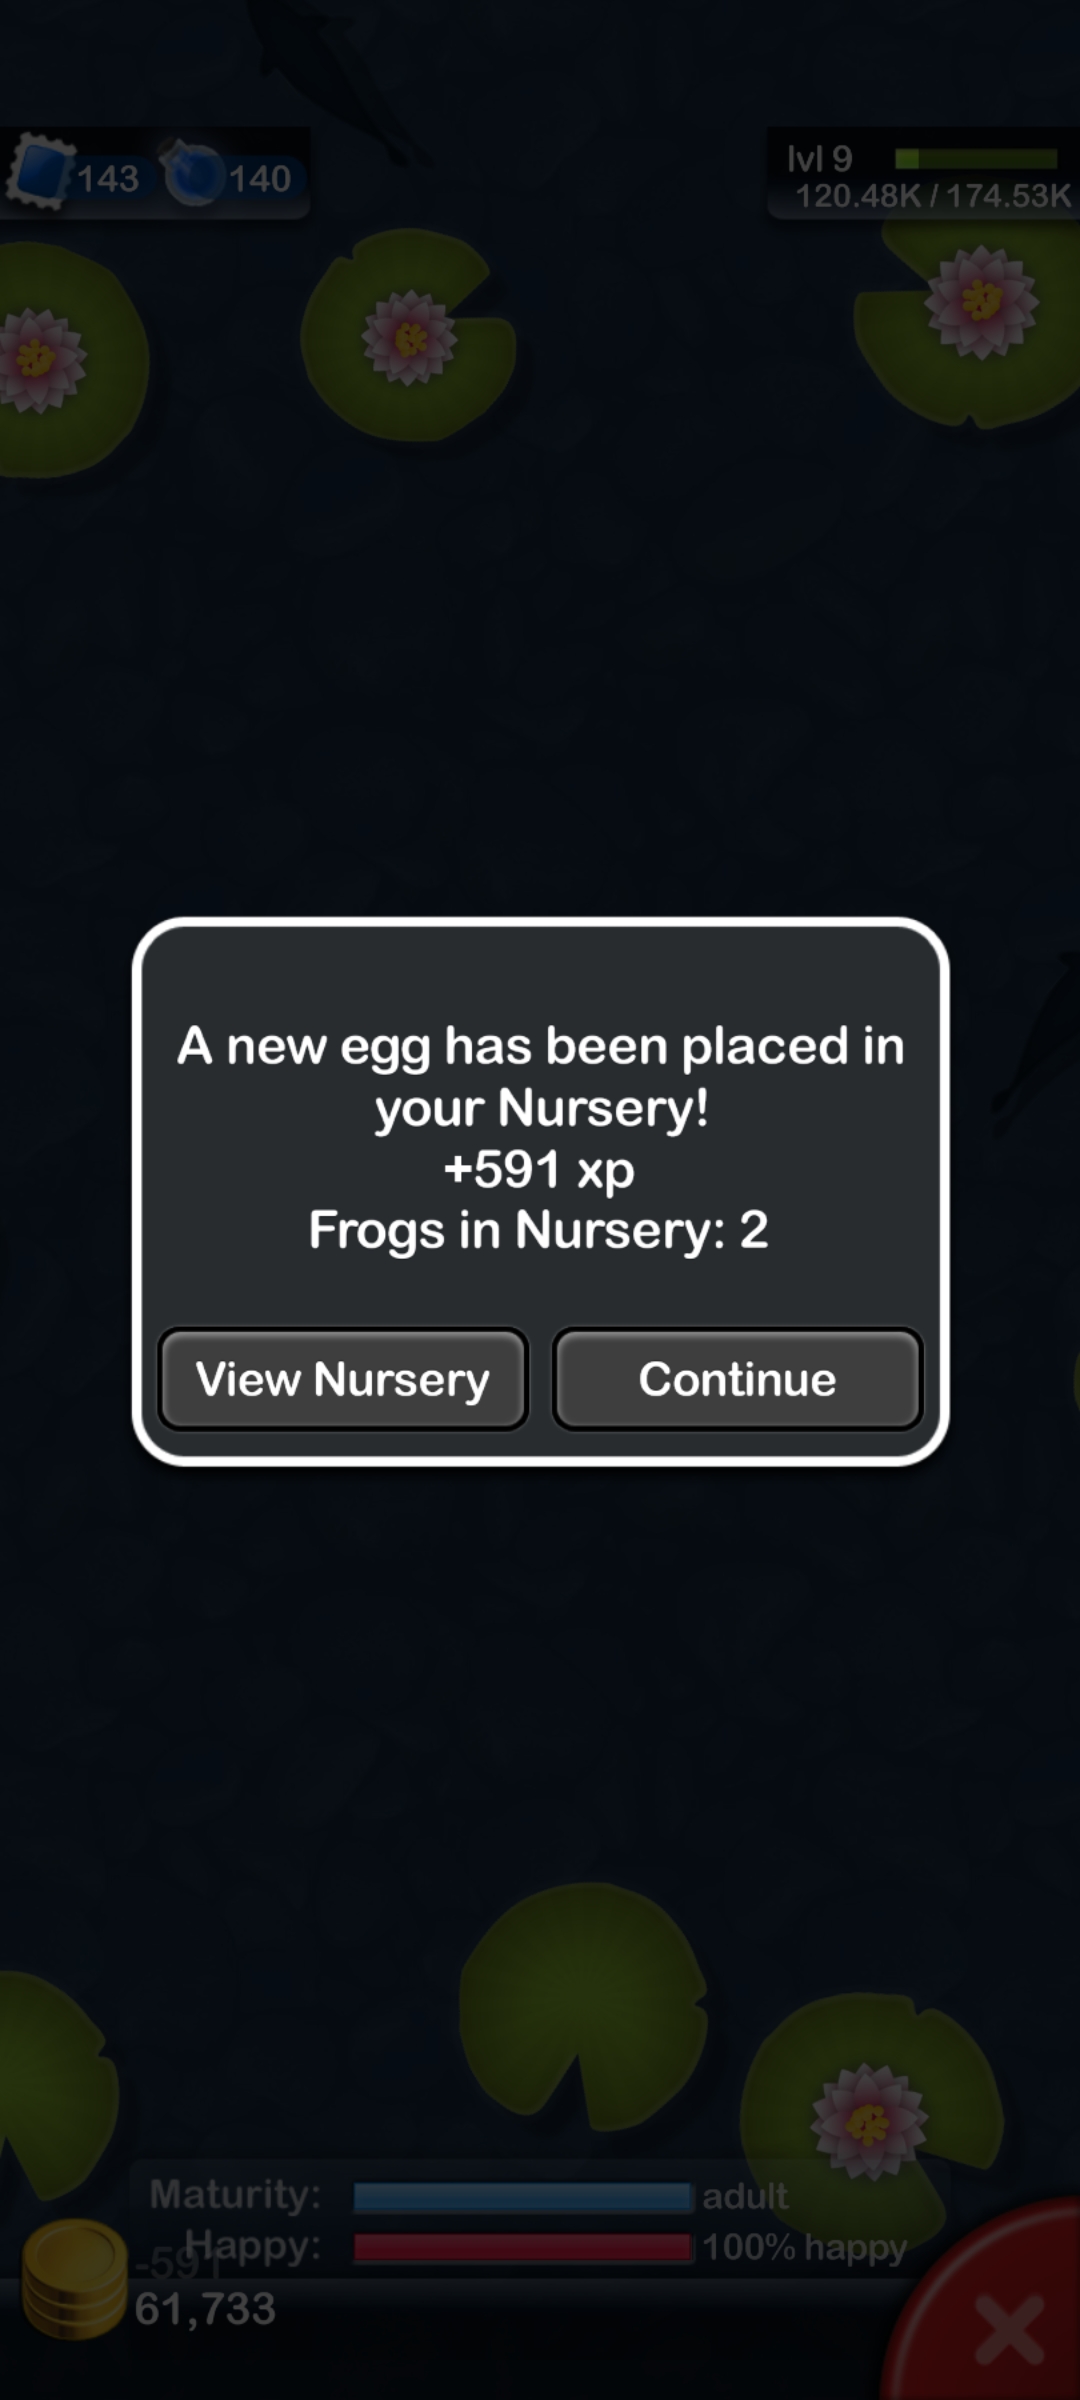 143 140
lvl 9
120.48K / 174.53K
A new egg has been placed in
your Nursery!
+591 xp
Frogs in Nursery: 2
View Nursery Continue
Maturity: adult
Happy: 100% happy
-591
61,733